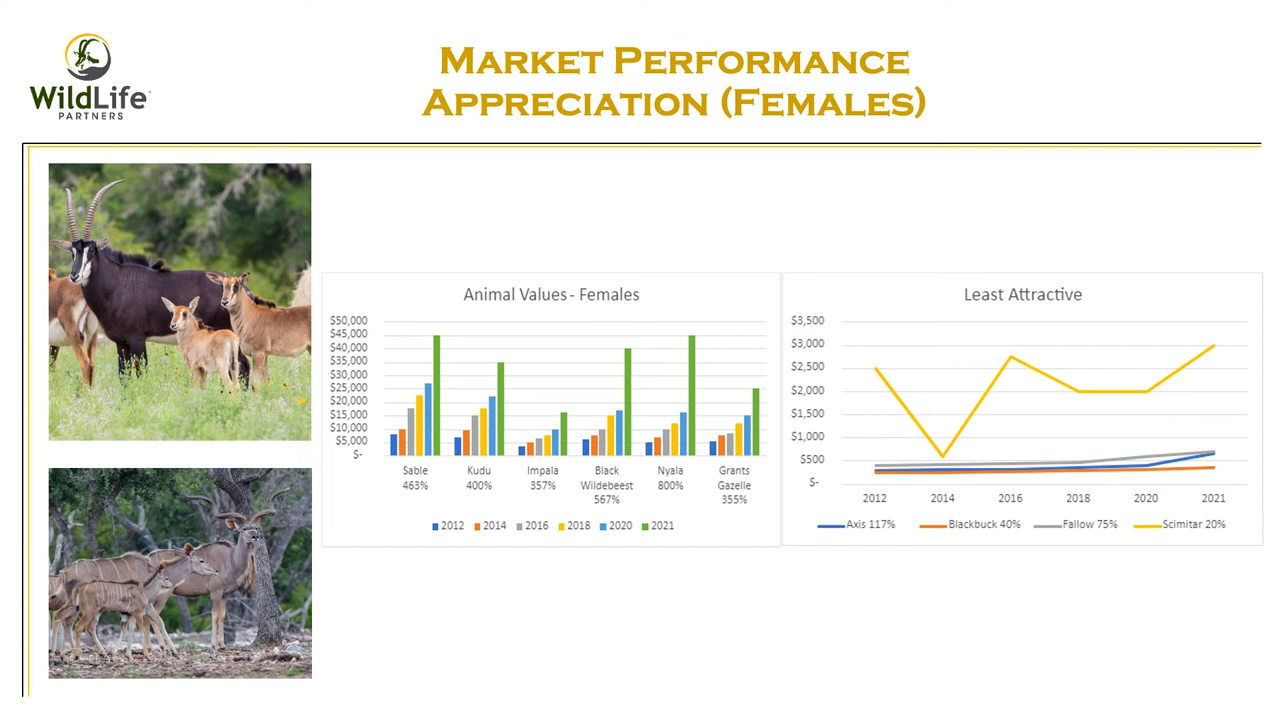 WildLife
PARTNERS
MARKET PERFORMANCE
APPRECIATION (FEMALES)
Animal Values - Females
$50,000
$45,000
$40,000
$35,000
$30,000
$25,000
$20,000
$15,000
$10,000
$5,000
$-
Sable
463%
Kudu
400%
Impala
357%
Black
Wildebeest
567%
Nyala
800%
Grants
Gazelle
355%
2012 2014 2016 2018 2020 2021
Least Attractive
$3,500
$3,000
$2,500
$2,000
$1,500
$1,000
$500
$-
2012 2014 2016 2018 2020 2021
Axis 117% Blackbuck 40% Fallow 75% Scimitar 20%